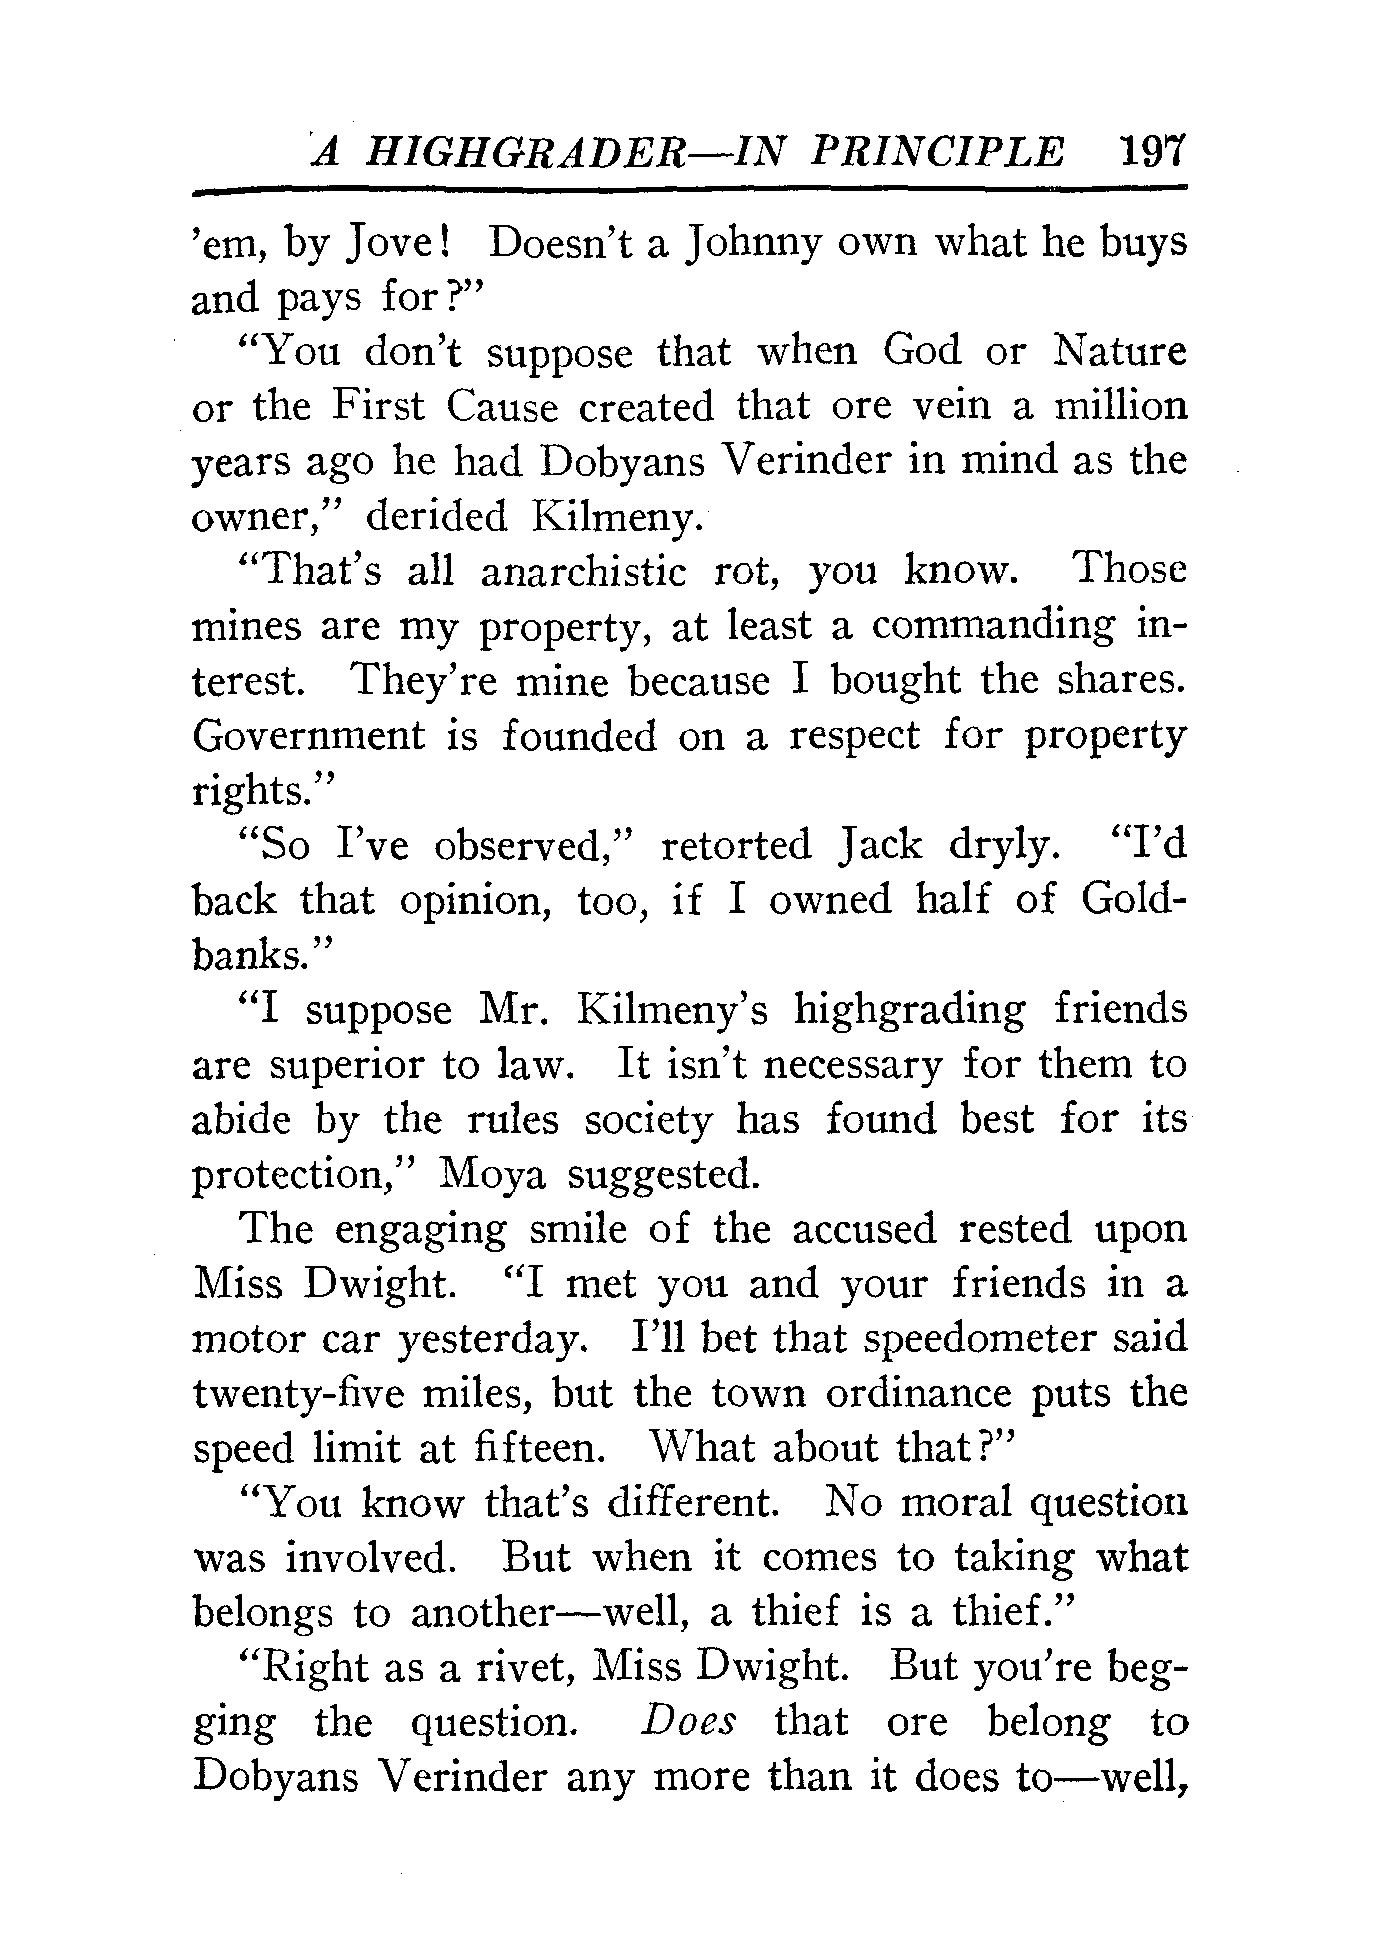 A HIGHGRADER—IN PRINCIPLE 197
’em, by Jove! Doesn’t a Johnny own what he buys
and pays for?”
“You don’t suppose that when God or Nature
or the First Cause created that ore vein a million
years ago he had Dobyans Verinder in mind as the
owner,” derided Kilmeny.
“That’s all anarchistic rot, you know. Those
mines are my property, at least a commanding in-
terest. They’re mine because I bought the shares.
Government is founded on a respect for property
rights.”
“So I’ve observed,” retorted Jack dryly. “I’d
back that opinion, too, if I owned half of Gold-
banks.”
“I suppose Mr. Kilmeny’s highgrading friends
are superior to law. It isn’t necessary for them to
abide by the rules society has found best for its
protection,” Moya suggested.
The engaging smile of the accused rested upon
Miss Dwight. “I met you and your friends in a
motor car yesterday. I’ll bet that speedometer said
twenty-five miles, but the town ordinance puts the
speed limit at fifteen. What about that?”
“You know that’s different. No moral question
was involved. But when it comes to taking what
belongs to another—well, a thief is a thief.”
“Right as a rivet, Miss Dwight. But you’re beg-
ging the question. Does that ore belong to
Dobyans Verinder any more than it does to—well,